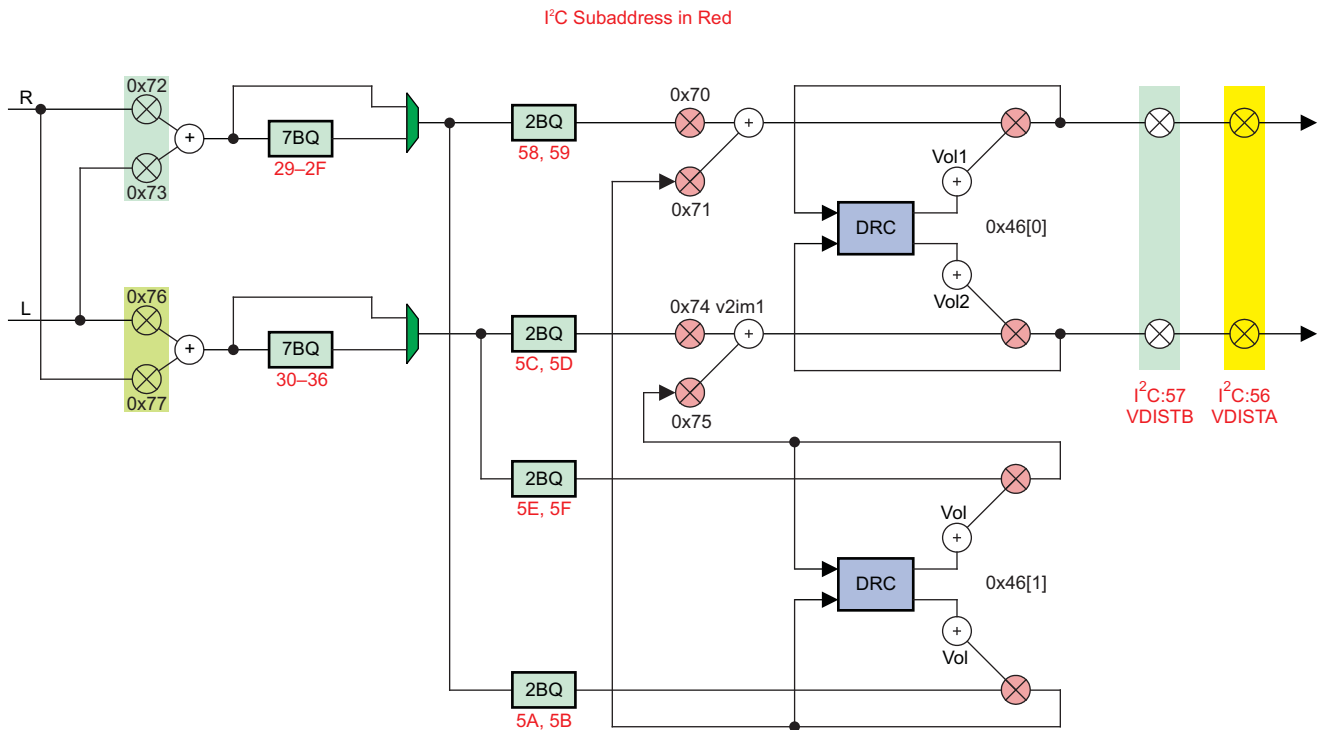 I²C Subaddress in Red
R
0x72
+
7BQ
29–2F
0x73
2BQ
58, 59
0x70
+
0x71
Vol1
+
DRC
0x46[0]
+
Vol2
L
0x76
+
7BQ
30–36
0x77
2BQ
5C, 5D
0x74 v2im1
+
0x75
I²C:57
VDISTB
I²C:56
VDISTA
2BQ
5E, 5F
Vol
+
DRC
0x46[1]
+
Vol
2BQ
5A, 5B